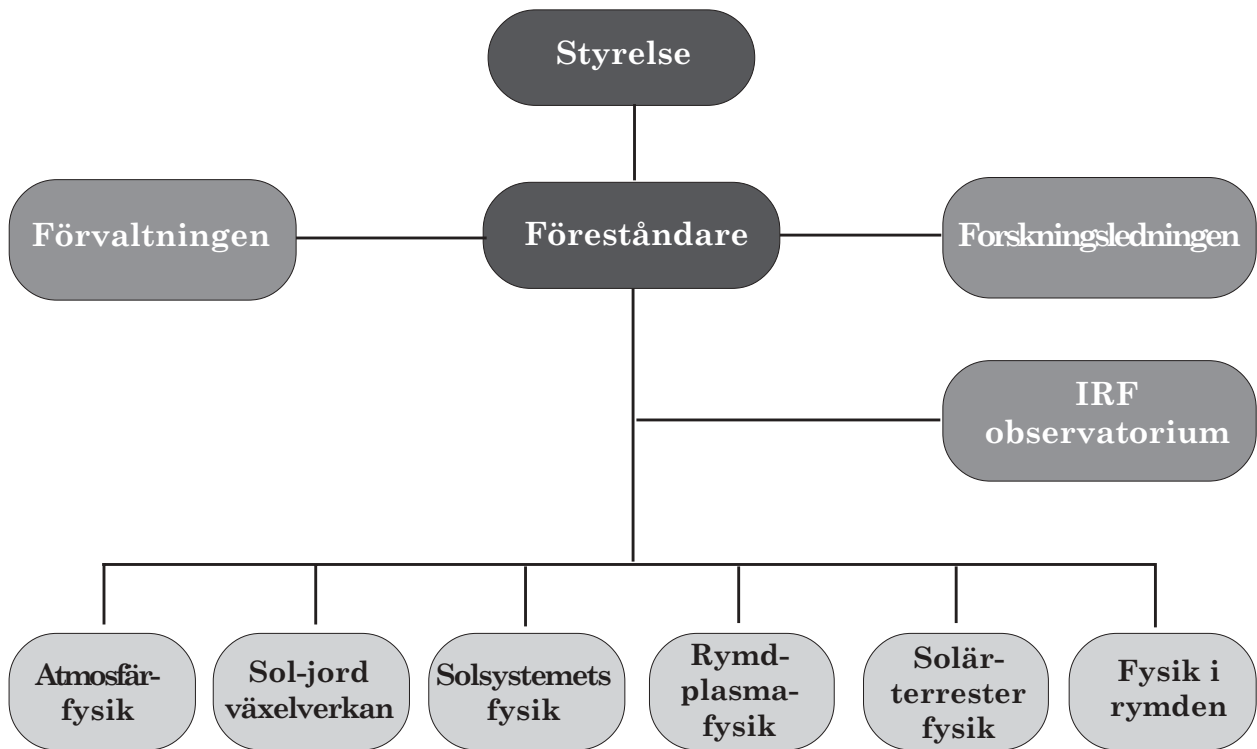 Styrelse
Förvaltningen
Föreståndare
Forskningsledningen
IRF
observatorium
Atmosfär-
fysik
Sol-jord
växelverkan
Solsystemets
fysik
Rymd-
plasma-
fysik
Solär-
terrester
fysik
Fysik i
rymden